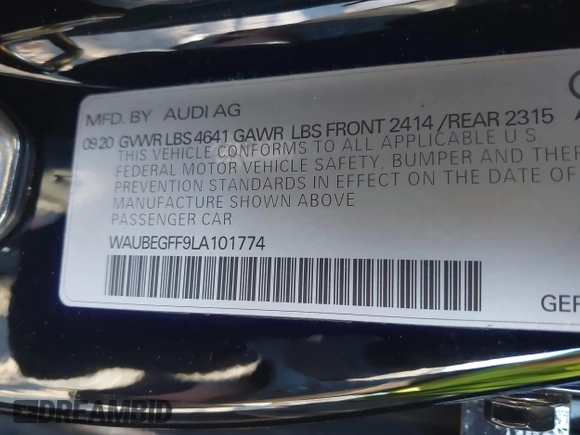 MFD. BY AUDI AG
09 20 GVWR LBS 4641 GAWR LBS FRONT 2414 /REAR 2315
THIS VEHICLE CONFORMS TO ALL APPLICABLE U S
FEDERAL MOTOR VEHICLE SAFETY, BUMPER AND
PREVENTION STANDARDS IN EFFECT ON THE DATE OF
MANUFACTURE SHOWN ABOVE
PASSENGER CAR
WAUBEGFF9LA101774
DREAMBID